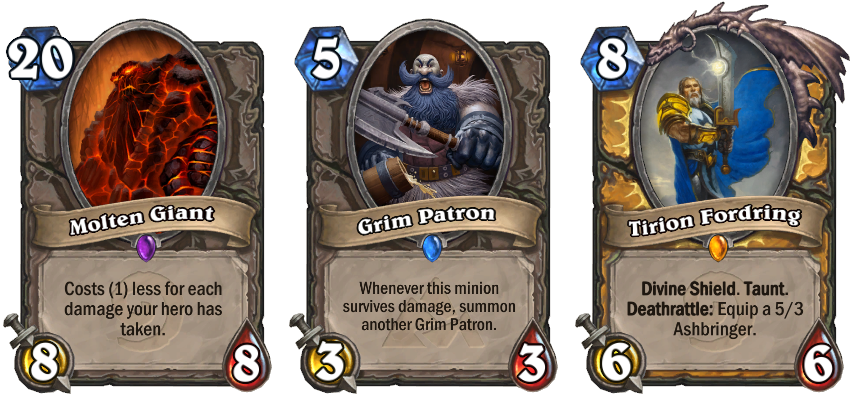 20
Molten Giant
Costs (1) less for each
damage your hero has
taken.
8
8
5
Grim Patron
Whenever this minion
survives damage, summon
another Grim Patron.
3
3
8
Tirion Fordring
Divine Shield. Taunt.
Deathrattle: Equip a 5/3
Ashbringer.
6
6